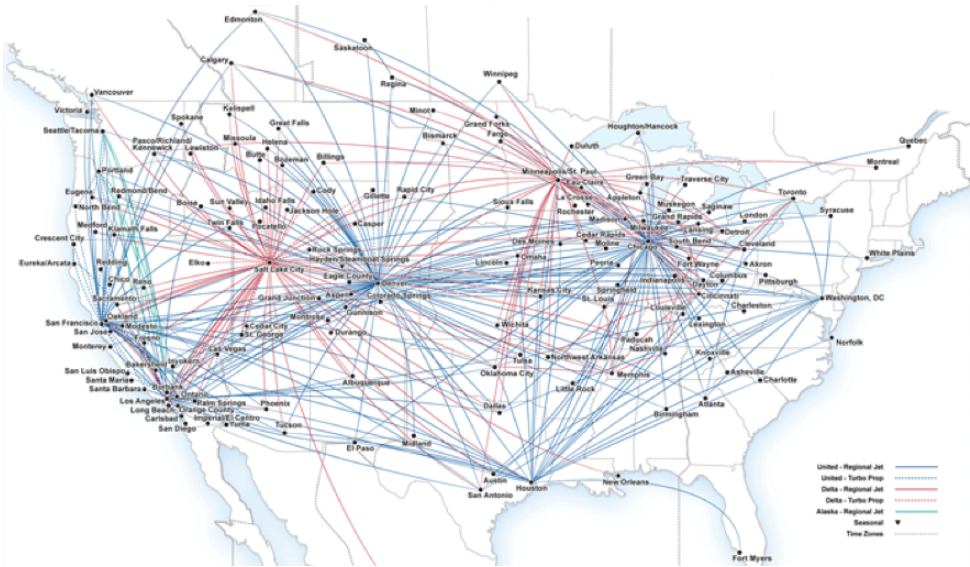 Edmonton
Saskatoon
Calgary
Regina
Winnipeg
Vancouver
Victoria
Kalispell
Minot
Spokane
Great Falls
Grand Forks
Seattle/Tacoma
Fargo
Houghton/Hancock
Pasco/Richland/
Kennewick
Lewiston
Missoula
Helena
Bismarck
Quebec
Duluth
Butte
Bozeman
Billings
Montreal
Portland
Minneapolis/St. Paul
Eau Claire
Green Bay
Traverse City
Eugene
Redmond/Bend
Boise
Sun Valley
Idaho Falls
Cody
Gillette
Rapid City
La Crosse
Appleton
Toronto
North Bend
Jackson Hole
Sioux Falls
Rochester
Muskegon
Saginaw
London
Syracuse
Medford
Klamath Falls
Twin Falls
Pocatello
Casper
Madison
Milwaukee
Grand Rapids
Lansing
Detroit
Crescent City
Rock Springs
Des Moines
Cedar Rapids
Moline
Chicago
South Bend
Cleveland
Eureka/Arcata
Redding
Elko
Salt Lake City
Hayden/Steamboat Springs
Lincoln
Omaha
Peoria
Fort Wayne
Akron
White Plains
Chico
Reno
Eagle County
Denver
Indianapolis
Dayton
Columbus
Pittsburgh
Sacramento
Grand Junction
Aspen
Colorado Springs
Kansas City
Springfield
St. Louis
Cincinnati
Washington, DC
Oakland
San Francisco
Modesto
Cedar City
St. George
Montrose
Gunnison
Durango
Wichita
Louisville
Lexington
Charleston
San Jose
Fresno
Monterey
Las Vegas
Paducah
Nashville
Norfolk
Bakersfield
Inyokern
Tulsa
Northwest Arkansas
Knoxville
San Luis Obispo
Santa Maria
Burbank
Albuquerque
Oklahoma City
Memphis
Asheville
Charlotte
Santa Barbara
Ontario
Little Rock
Los Angeles
Palm Springs
Phoenix
Dallas
Atlanta
Long Beach
Orange County
Birmingham
Carlsbad
Imperial/El Centro
San Diego
Yuma
Tucson
El Paso
Midland
Austin
San Antonio
Houston
New Orleans
Fort Myers
United - Regional Jet
United - Turbo Prop
Delta - Regional Jet
Delta - Turbo Prop
Alaska - Regional Jet
Seasonal
Time Zones